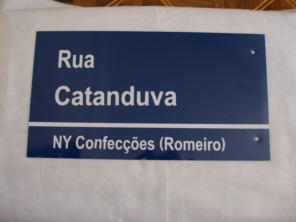 Rua
Catanduva
NY Confecções (Romeiro)